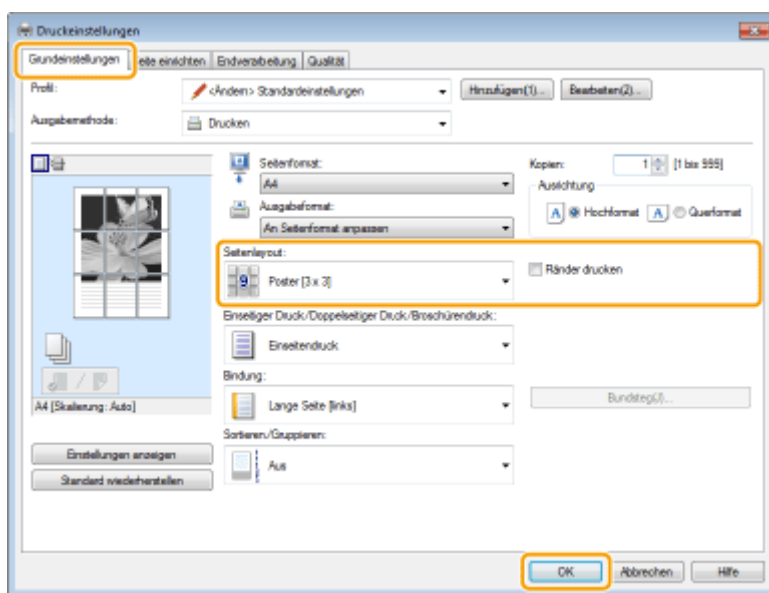 Druckeinstellungen
Grundeinstellungen Seite einrichten Endverarbeitung Qualität
Profil: <Ändern> Standardeinstellungen Hinzufügen(1)... Bearbeiten(2)...
Ausgabemethode: Drucken
Seitenformat: Kopien: 1 [1 bis 999]
A4 Ausrichtung
Ausgabeformat: A Hochformat A Querformat
An Seitenformat anpassen
Seitenlayout:
9 Poster [3 x 3] Ränder drucken
Einseitiger Druck/Doppelseitiger Druck/Broschürendruck:
Einseitendruck
Bindung:
A4 [Skalierung: Auto] Lange Seite [links] Bundsteg(J)...
Sortieren/Gruppieren:
Einstellungen anzeigen Aus
Standard wiederherstellen
OK Abbrechen Hilfe